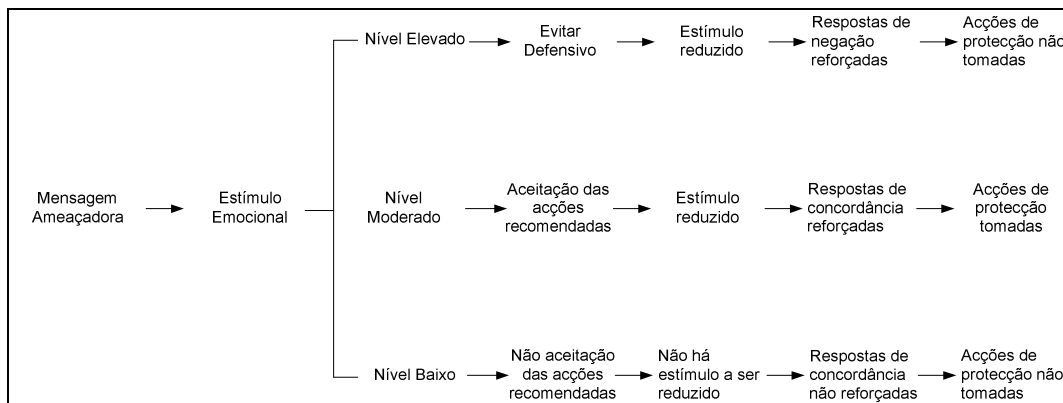 Nível Elevado
Evitar
Defensivo
Estímulo
reduzido
Respostas de
negação
reforçadas
Acções de
protecção não
tomadas
Mensagem
Ameaçadora
Estímulo
Emocional
Nível
Moderado
Aceitação das
acções
recomendadas
Estímulo
reduzido
Respostas de
concordância
reforçadas
Acções de
protecção
tomadas
Nível Baixo
Não aceitação
das acções
recomendadas
Não há
estímulo a ser
reduzido
Respostas de
concordância
não reforçadas
Acções de
protecção não
tomadas